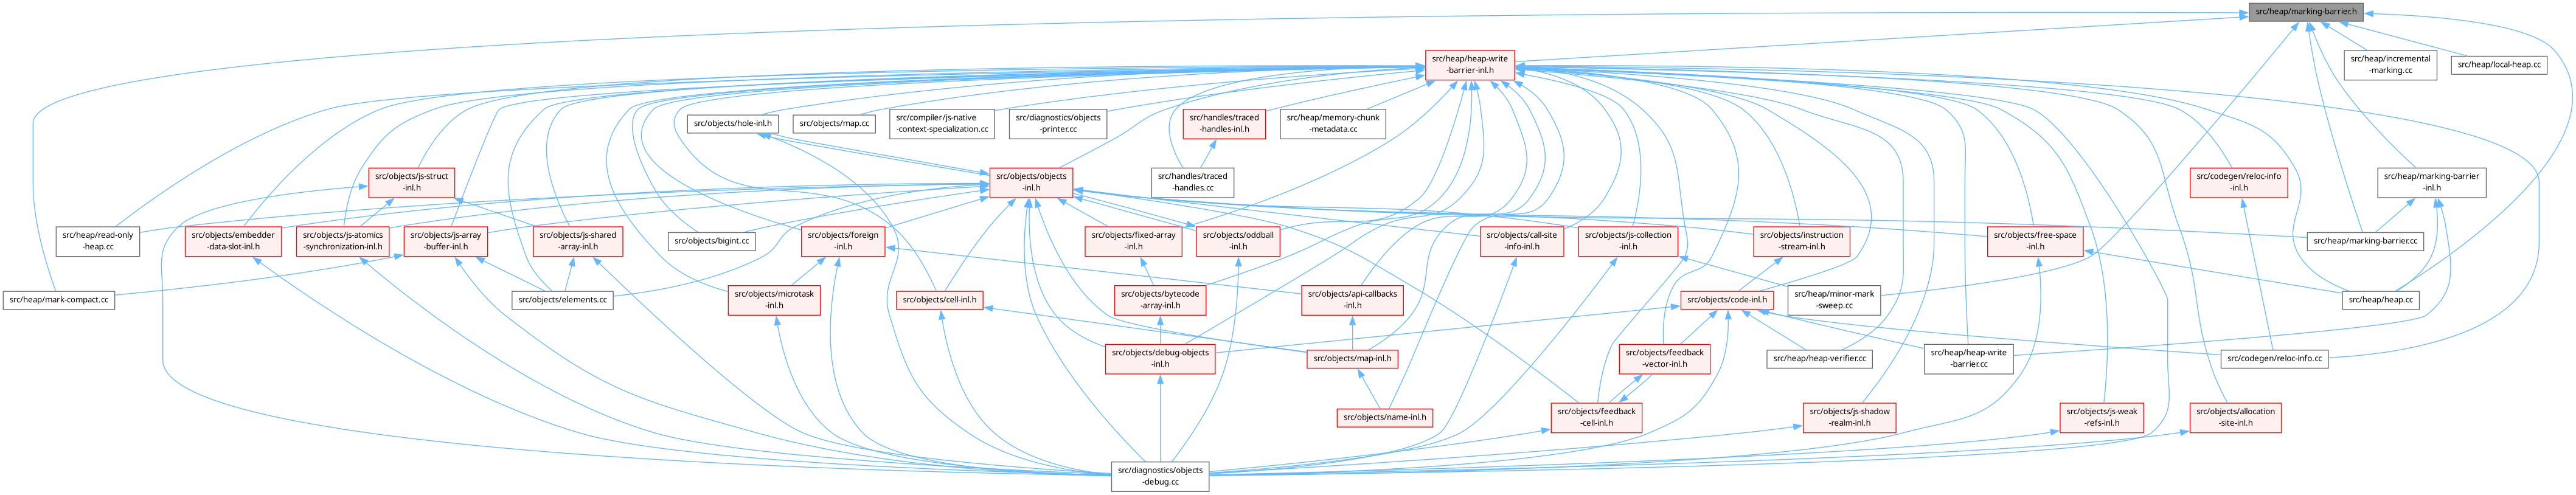 src/heap/marking-barrier.h
src/heap/heap-write
-barrier-inl.h
src/heap/incremental
-marking.cc
src/heap/local-heap.cc
src/objects/hole-inl.h
src/objects/map.cc
src/compiler/js-native
-context-specialization.cc
src/diagnostics/objects
-printer.cc
src/handles/traced
-handles-inl.h
src/heap/memory-chunk
-metadata.cc
src/objects/js-struct
-inl.h
src/objects/objects
-inl.h
src/handles/traced
-handles.cc
src/codegen/reloc-info
-inl.h
src/heap/marking-barrier
-inl.h
src/heap/read-only
-heap.cc
src/objects/embedder
-data-slot-inl.h
src/objects/js-atomics
-synchronization-inl.h
src/objects/js-array
-buffer-inl.h
src/objects/js-shared
-array-inl.h
src/objects/bigint.cc
src/objects/foreign
-inl.h
src/objects/fixed-array
-inl.h
src/objects/oddball
-inl.h
src/objects/call-site
-info-inl.h
src/objects/js-collection
-inl.h
src/objects/instruction
-stream-inl.h
src/objects/free-space
-inl.h
src/heap/marking-barrier.cc
src/heap/mark-compact.cc
src/objects/elements.cc
src/objects/microtask
-inl.h
src/objects/cell-inl.h
src/objects/bytecode
-array-inl.h
src/objects/api-callbacks
-inl.h
src/objects/code-inl.h
src/heap/minor-mark
-sweep.cc
src/heap/heap.cc
src/objects/debug-objects
-inl.h
src/objects/map-inl.h
src/objects/feedback
-vector-inl.h
src/heap/heap-verifier.cc
src/heap/heap-write
-barrier.cc
src/codegen/reloc-info.cc
src/objects/name-inl.h
src/objects/feedback
-cell-inl.h
src/objects/js-shadow
-realm-inl.h
src/objects/js-weak
-refs-inl.h
src/objects/allocation
-site-inl.h
src/diagnostics/objects
-debug.cc